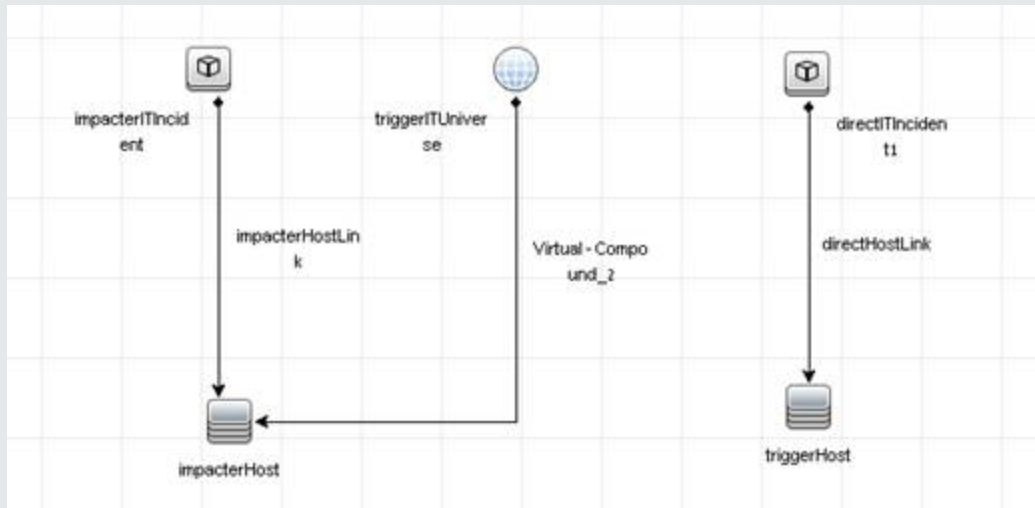 impacterITIncid
ent
triggerITUniver
se
directITInciden
t1
impacterHostLin
k
Virtual - Compo
und_2
directHostLink
impacterHost
triggerHost